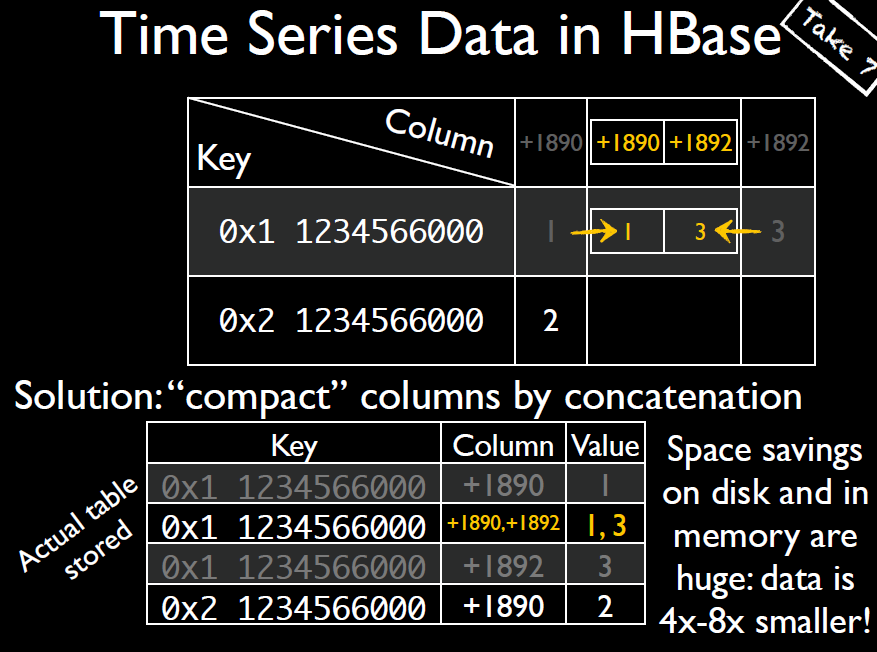 Time Series Data in HBase
Take ?
Column
Key
+1890 +1890 +1892 +1892
0x1 1234566000 1 1 3 3
0x2 1234566000 2
Solution: “compact” columns by concatenation
Key Column Value
0x1 1234566000 +1890 1
0x1 1234566000 +1890,+1892 1, 3
0x1 1234566000 +1892 3
0x2 1234566000 +1890 2
Actual table
stored
Space savings
on disk and in
memory are
huge: data is
4x-8x smaller!